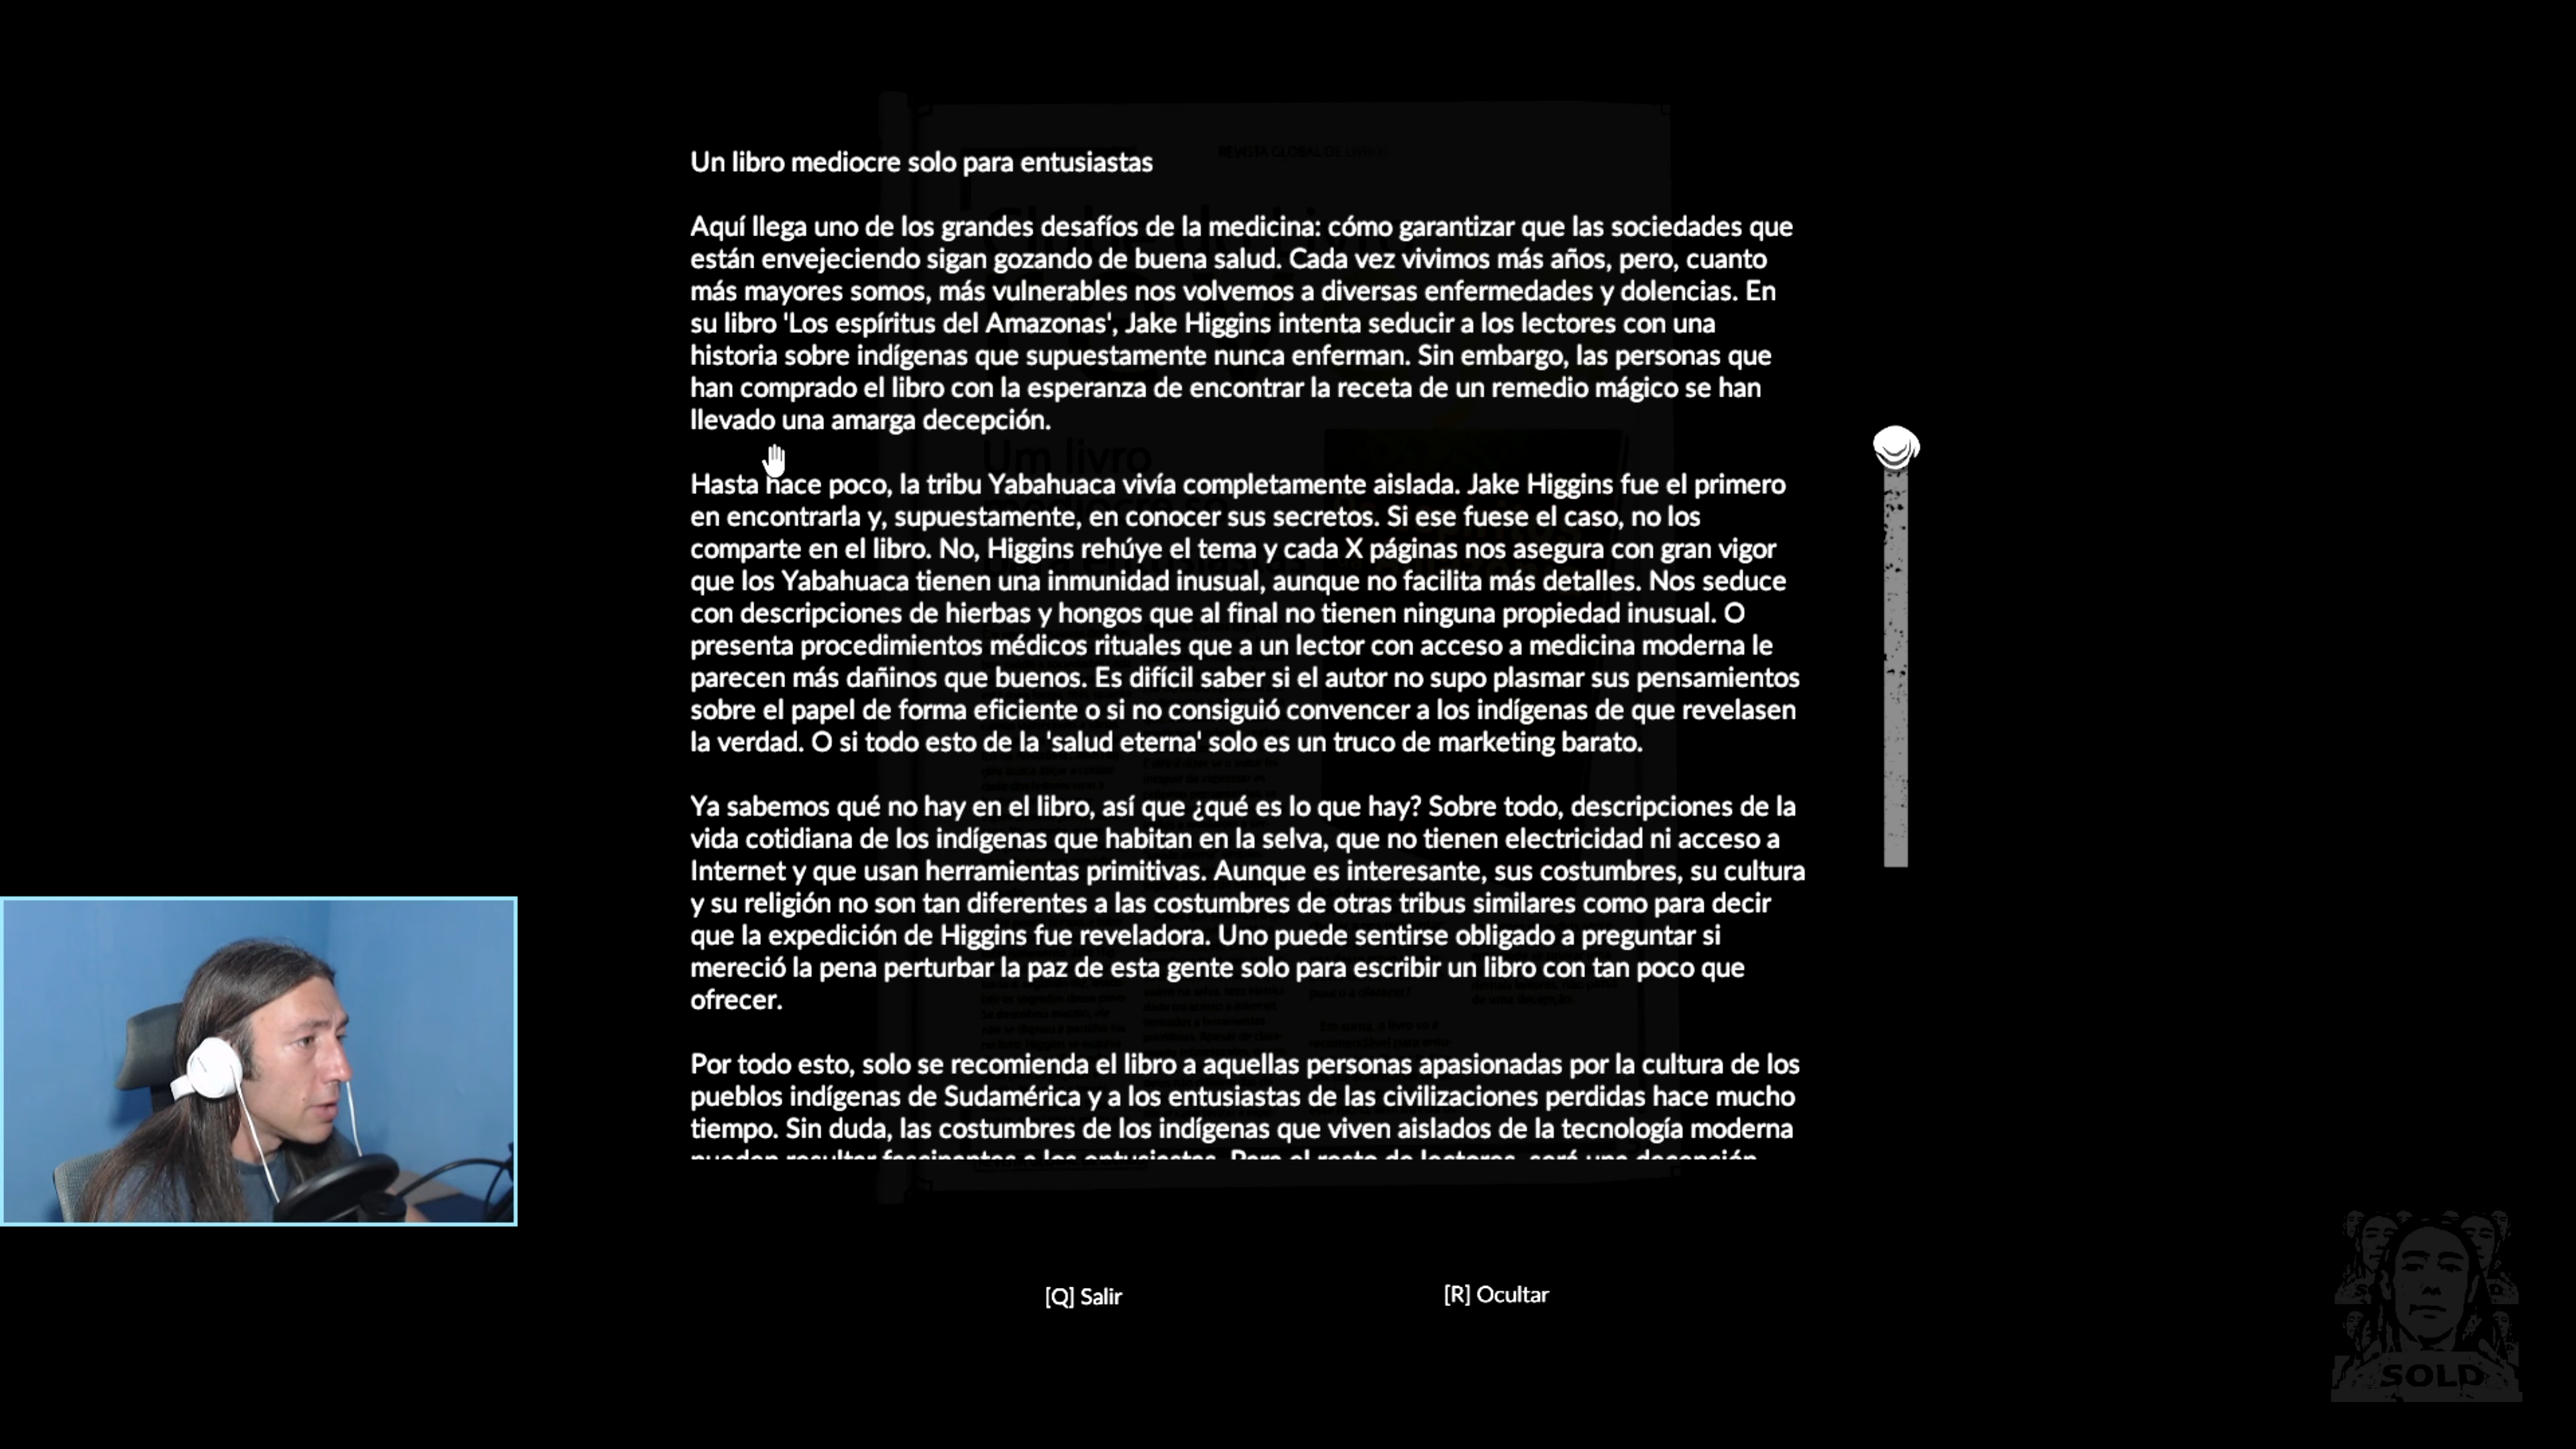 Un libro mediocre solo para entusiastas
Aquí llega uno de los grandes desafíos de la medicina: cómo garantizar que las sociedades que
están envejeciendo sigan gozando de buena salud. Cada vez vivimos más años, pero, cuanto
más mayores somos, más vulnerables nos volvemos a diversas enfermedades y dolencias. En
su libro 'Los espíritus del Amazonas', Jake Higgins intenta seducir a los lectores con una
historia sobre indígenas que supuestamente nunca enferman. Sin embargo, las personas que
han comprado el libro con la esperanza de encontrar la receta de un remedio mágico se han
llevado una amarga decepción.
Hasta hace poco, la tribu Yabahuaca vivía completamente aislada. Jake Higgins fue el primero
en encontrarla y, supuestamente, en conocer sus secretos. Si ese fuese el caso, no los
comparte en el libro. No, Higgins rehúye el tema y cada X páginas nos asegura con gran vigor
que los Yabahuaca tienen una inmunidad inusual, aunque no facilita más detalles. Nos seduce
con descripciones de hierbas y hongos que al final no tienen ninguna propiedad inusual. O
presenta procedimientos médicos rituales que a un lector con acceso a medicina moderna le
parecen más dañinos que buenos. Es difícil saber si el autor no supo plasmar sus pensamientos
sobre el papel de forma eficiente o si no consiguió convencer a los indígenas de que revelasen
la verdad. O si todo esto de la 'salud eterna' solo es un truco de marketing barato.
Ya sabemos qué no hay en el libro, así que ¿qué es lo que hay? Sobre todo, descripciones de la
vida cotidiana de los indígenas que habitan en la selva, que no tienen electricidad ni acceso a
Internet y que usan herramientas primitivas. Aunque es interesante, sus costumbres, su cultura
y su religión no son tan diferentes a las costumbres de otras tribus similares como para decir
que la expedición de Higgins fue reveladora. Uno puede sentirse obligado a preguntar si
mereció la pena perturbar la paz de esta gente solo para escribir un libro con tan poco que
ofrecer.
Por todo esto, solo se recomienda el libro a aquellas personas apasionadas por la cultura de los
pueblos indígenas de Sudamérica y a los entusiastas de las civilizaciones perdidas hace mucho
tiempo. Sin duda, las costumbres de los indígenas que viven aislados de la tecnología moderna
pueden resultar fascinantes a los entusiastas. Para el resto de lectores, será una decepción
[Q] Salir
[R] Ocultar
SOLD